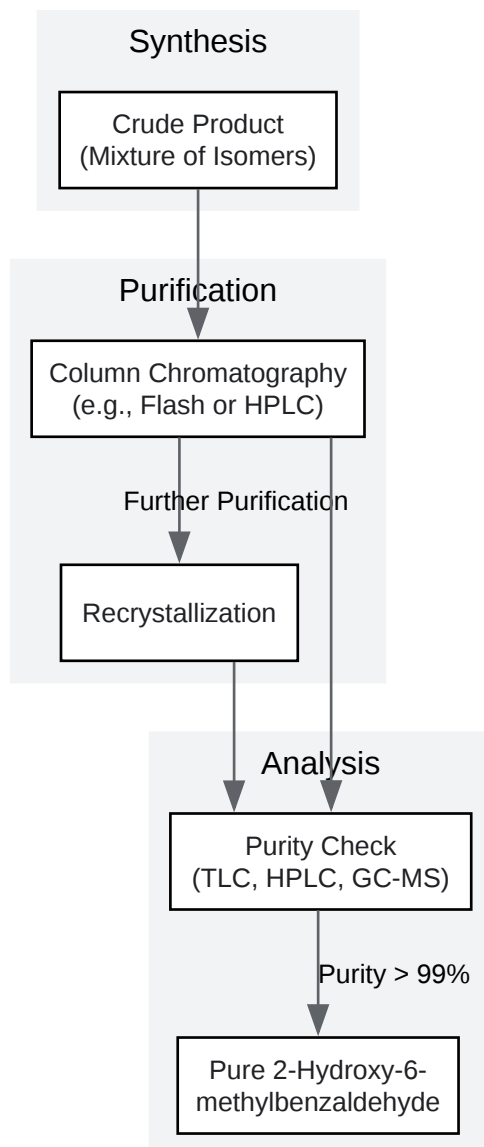 Synthesis
Crude Product
(Mixture of Isomers)
Purification
Column Chromatography
(e.g., Flash or HPLC)
Further Purification
Recrystallization
Analysis
Purity Check
(TLC, HPLC, GC-MS)
Purity > 99%
Pure 2-Hydroxy-6-
methylbenzaldehyde